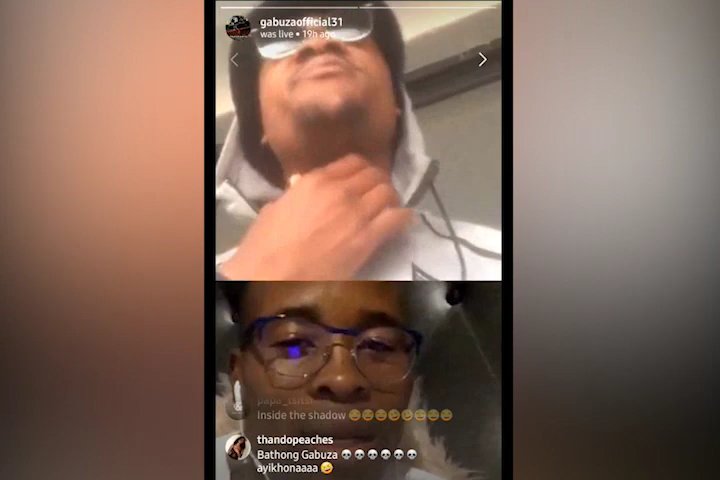 gabuzaofficial31
was live • 19h ago
Inside the shadow 😂😂😂🤣🤣😂😂😂
thandopeaches
Bathong Gabuza 💀💀💀💀💀💀
ayikhonaaaa 🤣